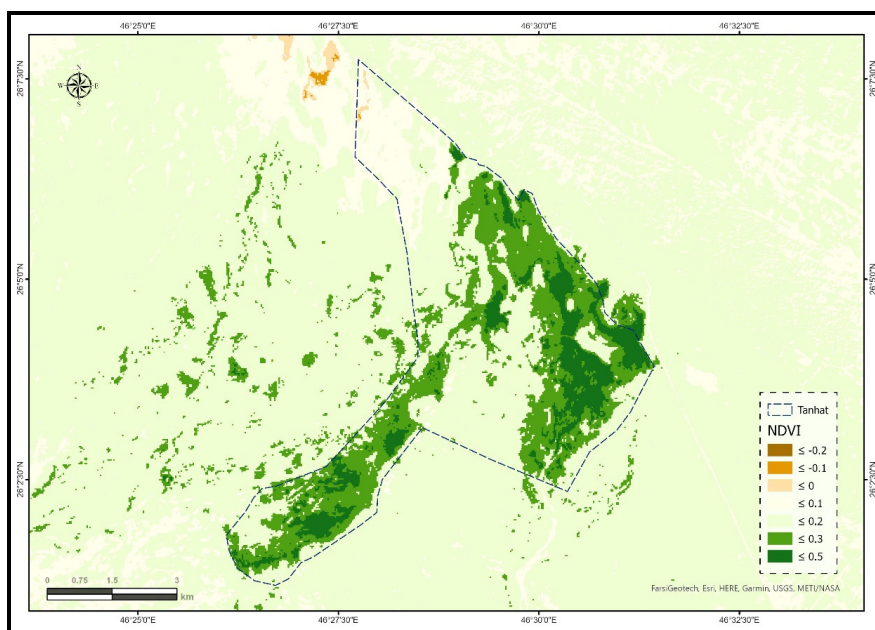 46°25'0"E 46°27'30"E 46°30'0"E 46°32'30"E
N
W E
S
26°7'30"N 26°7'30"N
26°5'0"N 26°5'0"N
26°2'30"N 26°2'30"N
Tanhat
NDVI
≤ -0.2
≤ -0.1
≤ 0
≤ 0.1
≤ 0.2
≤ 0.3
≤ 0.5
0 0.75 1.5 3
km
FarsiGeotech, Esri, HERE, Garmin, USGS, METI/NASA
46°25'0"E 46°27'30"E 46°30'0"E 46°32'30"E